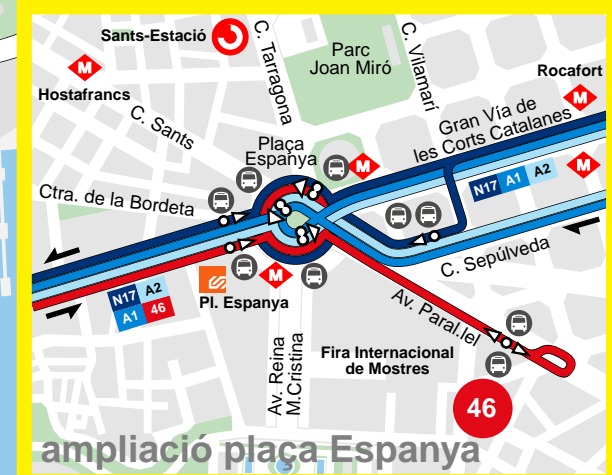 Sants-Estació
C. Tarragona
Parc
Joan Miró
C. Vilamarí
Rocafort
M
M
Hostafrancs
C. Sants
Plaça
Espanya
Gran Vía de
les Corts Catalanes
M
M
N17 A1 A2
Ctra. de la Bordeta
C. Sepúlveda
M
Pl. Espanya
N17 A2
A1 46
Av. Paral.lel
Av. Reina
M.Cristina
Fira Internacional
de Mostres
46
ampliació plaça Espanya